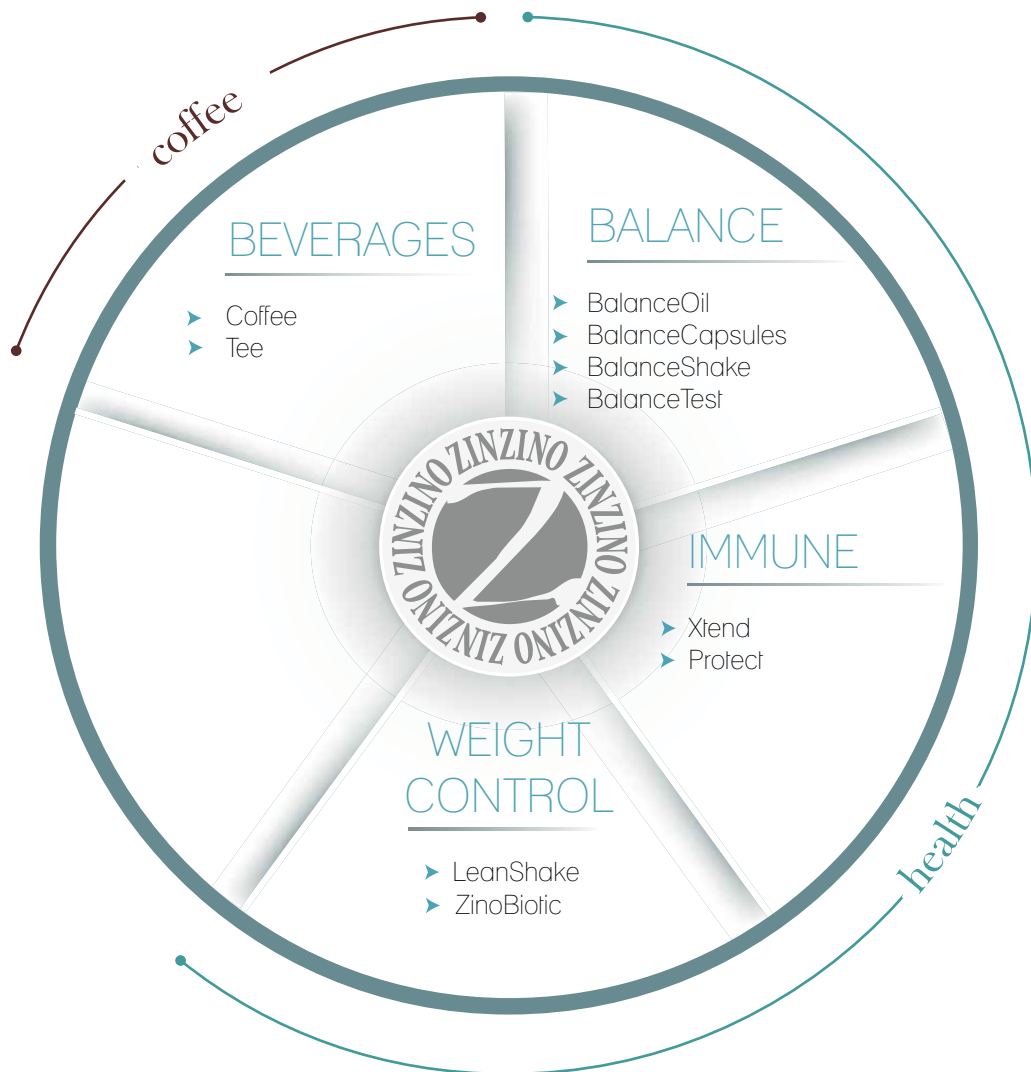 coffee
BEVERAGES
Coffee
Tee
BALANCE
BalanceOil
BalanceCapsules
BalanceShake
BalanceTest
ZINZINO ZINZINO ZINZINO ZINZINO ZINZINO
Z
IMMUNE
Xtend
Protect
WEIGHT
CONTROL
LeanShake
ZinoBiotic
health